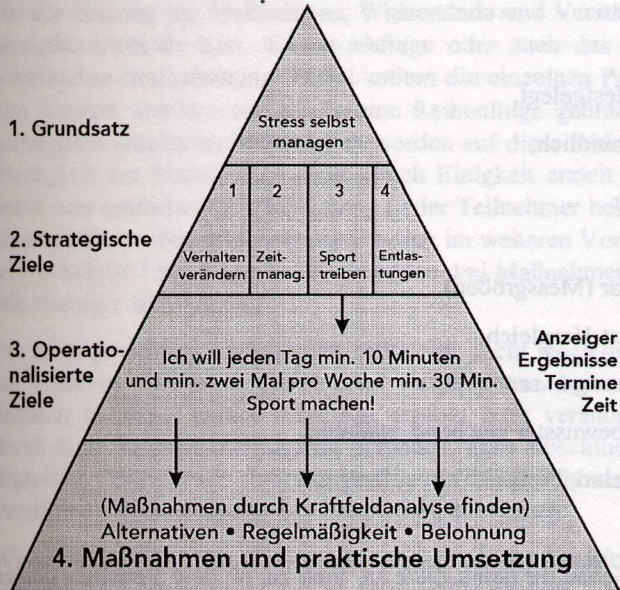 1. Grundsatz
Stress selbst
managen
1 2 3 4
2. Strategische
Ziele
Verhalten Zeit- Sport Entlas-
verändern manag. treiben tungen
3. Operatio-
nalisierte
Ziele
Ich will jeden Tag min. 10 Minuten
und min. zwei Mal pro Woche min. 30 Min.
Sport machen!
Anzeiger
Ergebnisse
Termine
Zeit
(Maßnahmen durch Kraftfeldanalyse finden)
Alternativen • Regelmäßigkeit • Belohnung
4. Maßnahmen und praktische Umsetzung